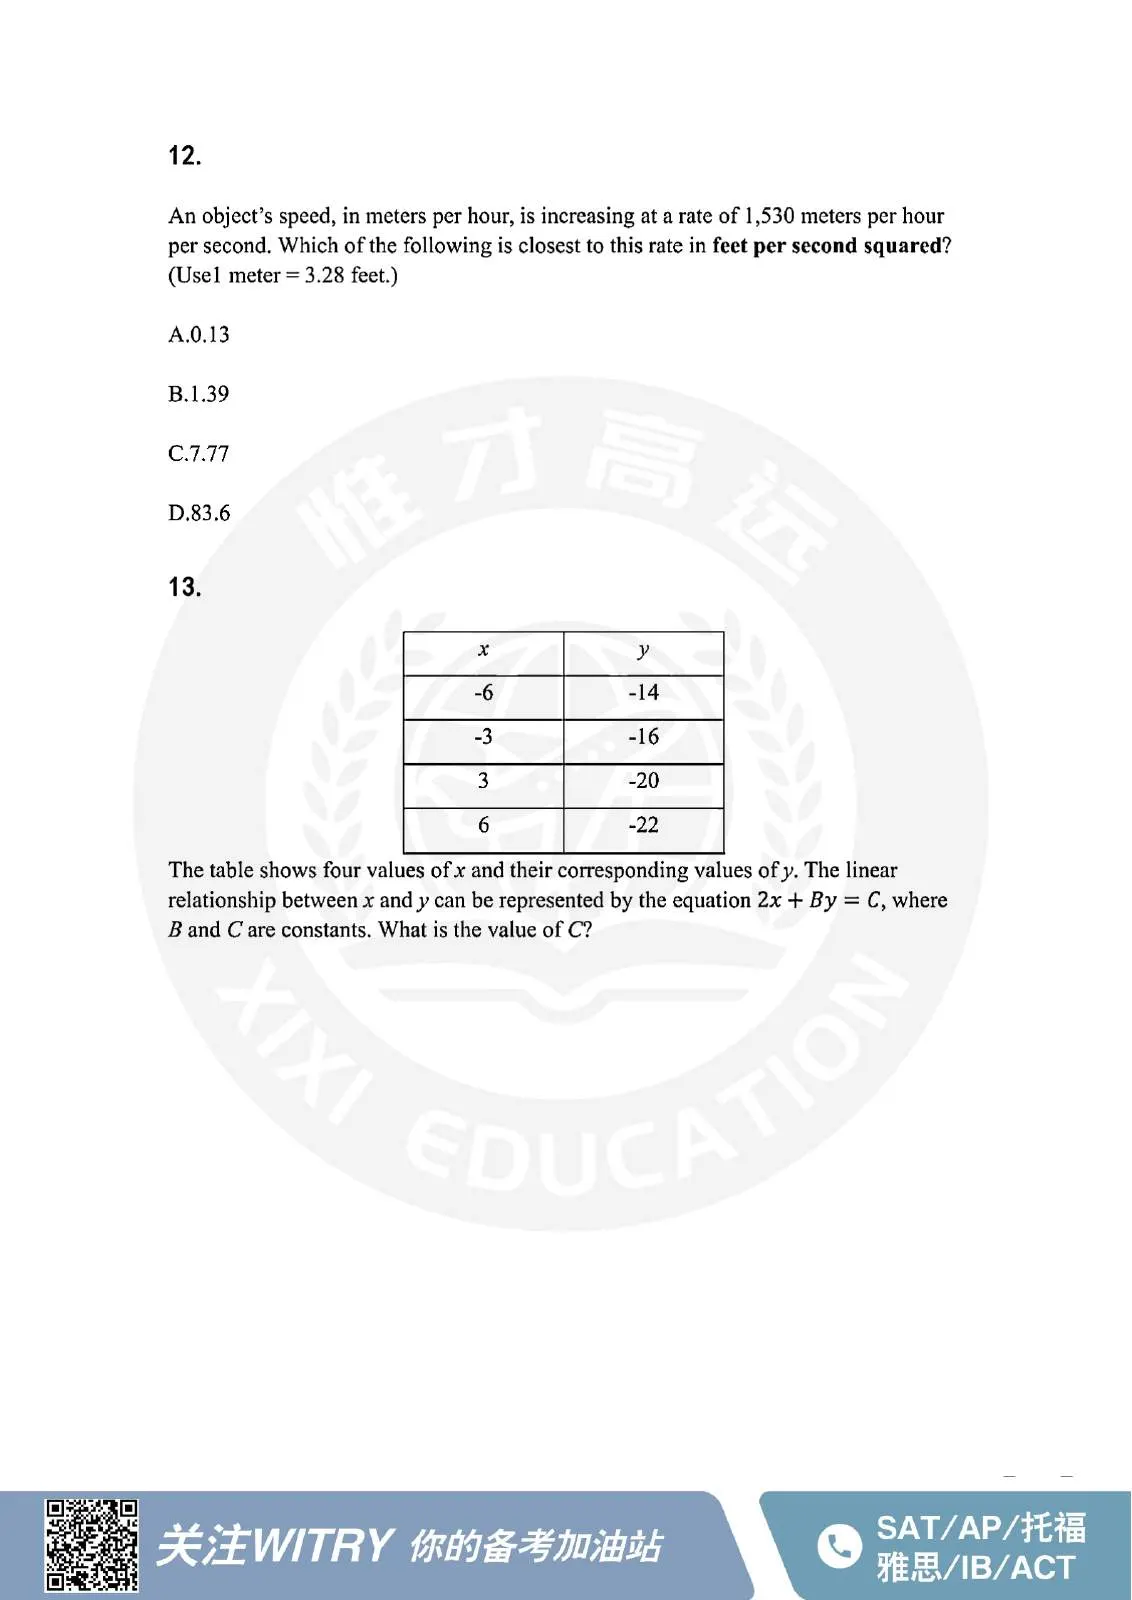 12.
An object’s speed, in meters per hour, is increasing at a rate of 1,530 meters per hour
per second. Which of the following is closest to this rate in feet per second squared?
(Use1 meter = 3.28 feet.)
A.0.13
B.1.39
C.7.77
D.83.6
13.
x y
-6 -14
-3 -16
3 -20
6 -22
The table shows four values of x and their corresponding values of y. The linear
relationship between x and y can be represented by the equation 2x + By = C, where
B and C are constants. What is the value of C?
惟才高远
XIXI EDUCATION
关注WITRY 你的备考加油站
SAT/AP/托福
雅思/IB/ACT